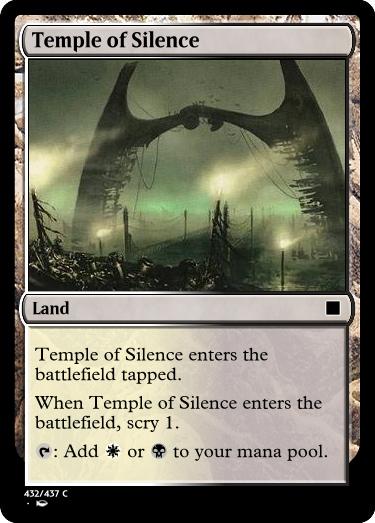 Temple of Silence
Land
Temple of Silence enters the
battlefield tapped.
When Temple of Silence enters the
battlefield, scry 1.
: Add or to your mana pool.
432/437 C